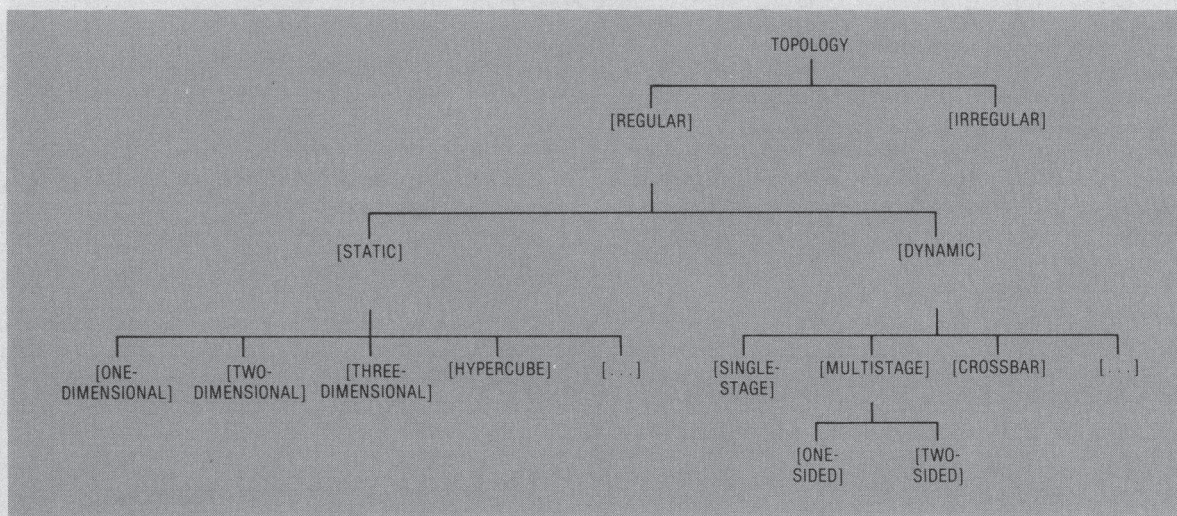 TOPOLOGY
[REGULAR] [IRREGULAR]
[STATIC] [DYNAMIC]
[ONE-
DIMENSIONAL]
[TWO-
DIMENSIONAL]
[THREE-
DIMENSIONAL]
[HYPERCUBE]
[...]
[SINGLE-
STAGE]
[MULTISTAGE]
[CROSSBAR]
[...]
[ONE-
SIDED]
[TWO-
SIDED]